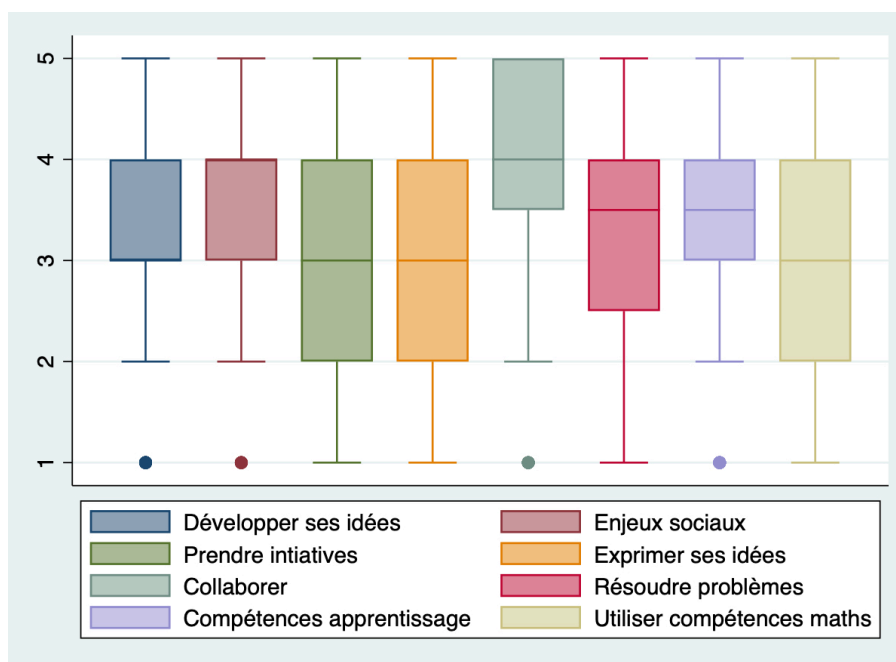 5
4
3
2
1
Développer ses idées
Enjeux sociaux
Prendre intiatives
Exprimer ses idées
Collaborer
Résoudre problèmes
Compétences apprentissage
Utiliser compétences maths